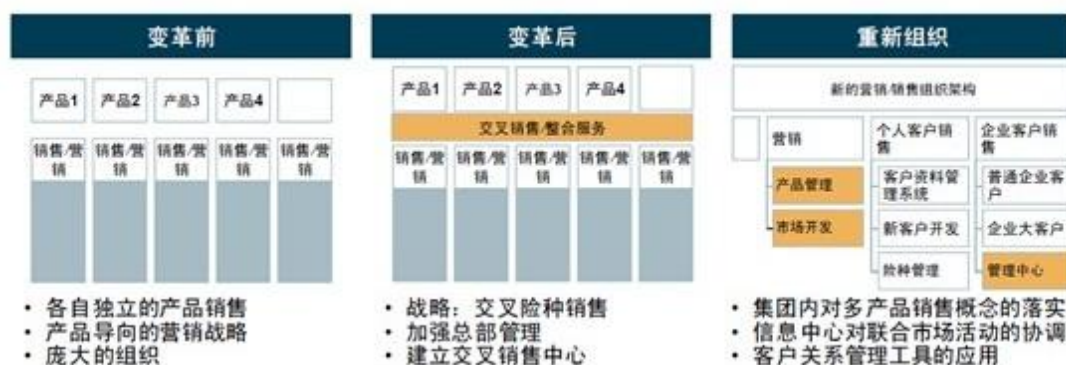 变革前
产品1
产品2
产品3
产品4
销售/营
销
销售/营
销
销售/营
销
销售/营
销
销售/营
销
• 各自独立的产品销售
• 产品导向的营销战略
• 庞大的组织
变革后
产品1
产品2
产品3
产品4
交叉销售/整合服务
销售/营
销
销售/营
销
销售/营
销
销售/营
销
销售/营
销
• 战略：交叉险种销售
• 加强总部管理
• 建立交叉销售中心
重新组织
新的营销/销售组织架构
营销
个人客户销
售
企业客户销
售
产品管理
客户资料管
理系统
普通企业客
户
市场开发
新客户开发
企业大客户
险种管理
管理中心
• 集团内对多产品销售概念的落实
• 信息中心对联合市场活动的协调
• 客户关系管理工具的应用